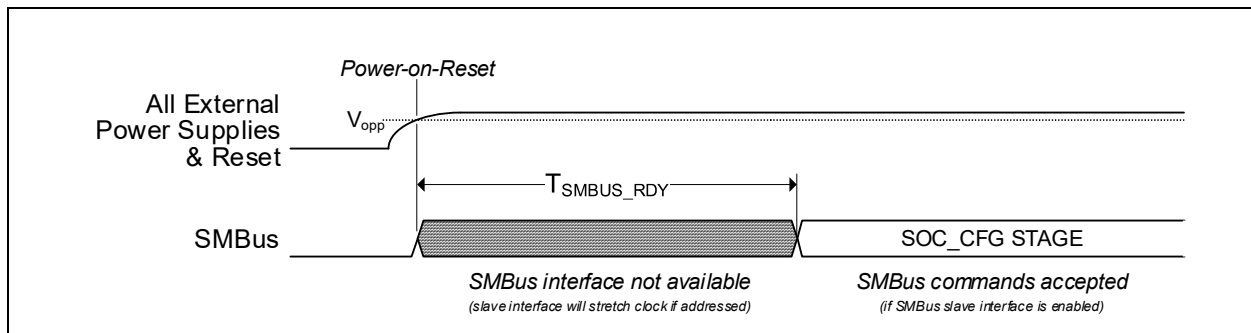 Power-on-Reset
All External
Power Supplies
& Reset
Vopp
TSMBUS_RDY
SMBus
SOC_CFG STAGE
SMBus interface not available
(slave interface will stretch clock if addressed)
SMBus commands accepted
(if SMBus slave interface is enabled)